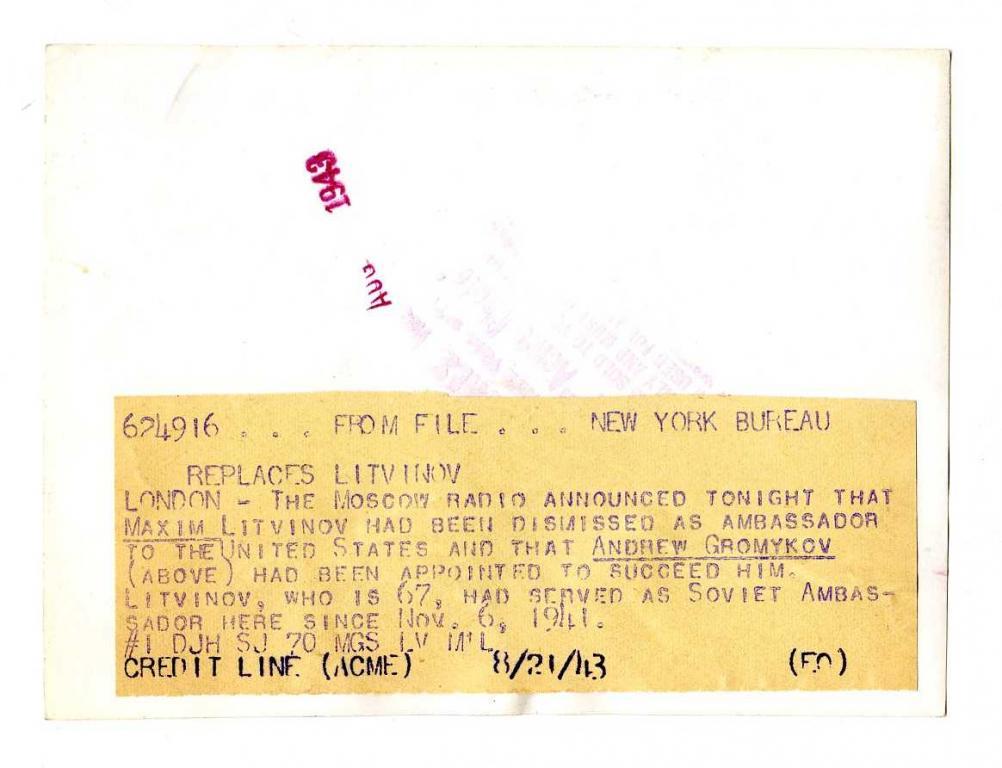 1943
AUG
624916 . . . FROM FILE . . . NEW YORK BUREAU
REPLACES LITVINOV
LONDON - THE MOSCOW RADIO ANNOUNCED TONIGHT THAT
MAXIM LITVINOV HAD BEEN DISMISSED AS AMBASSADOR
TO THE UNITED STATES AND THAT ANDREW GROMYKOV
(ABOVE) HAD BEEN APPOINTED TO SUCCEED HIM.
LITVINOV, WHO IS 67, HAD SERVED AS SOVIET AMBAS-
SADOR HERE SINCE NOV. 6, 1941.
#1 DJH SJ 70 MGS LV
CREDIT LINE (ACME) 8/21/43 (EO)